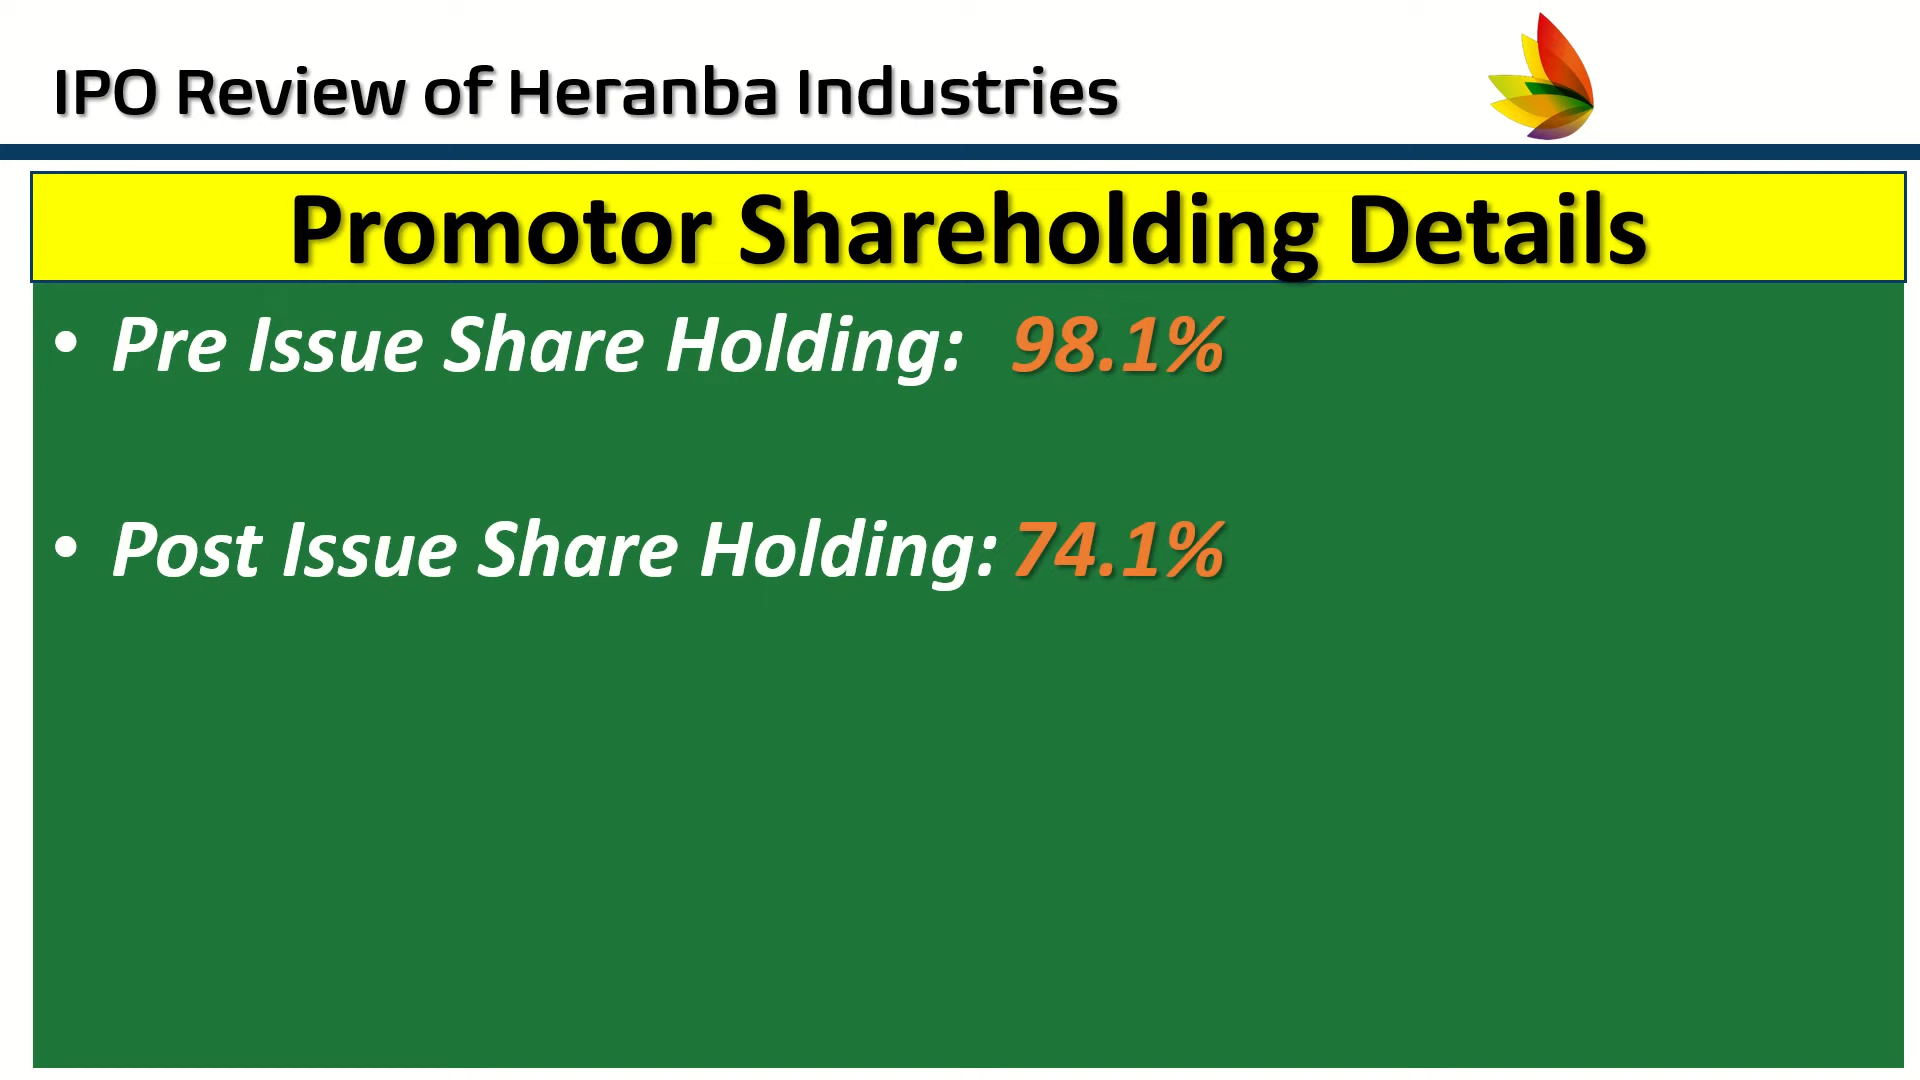 IPO Review of Heranba Industries
Promotor Shareholding Details
• Pre Issue Share Holding: 98.1%
• Post Issue Share Holding: 74.1%